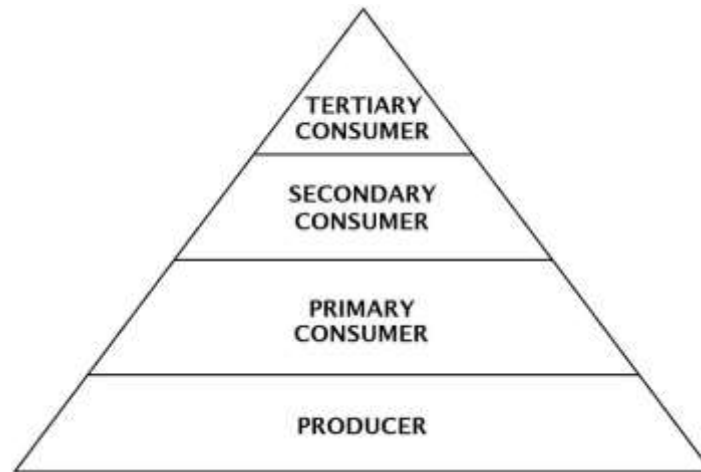 TERTIARY
CONSUMER
SECONDARY
CONSUMER
PRIMARY
CONSUMER
PRODUCER